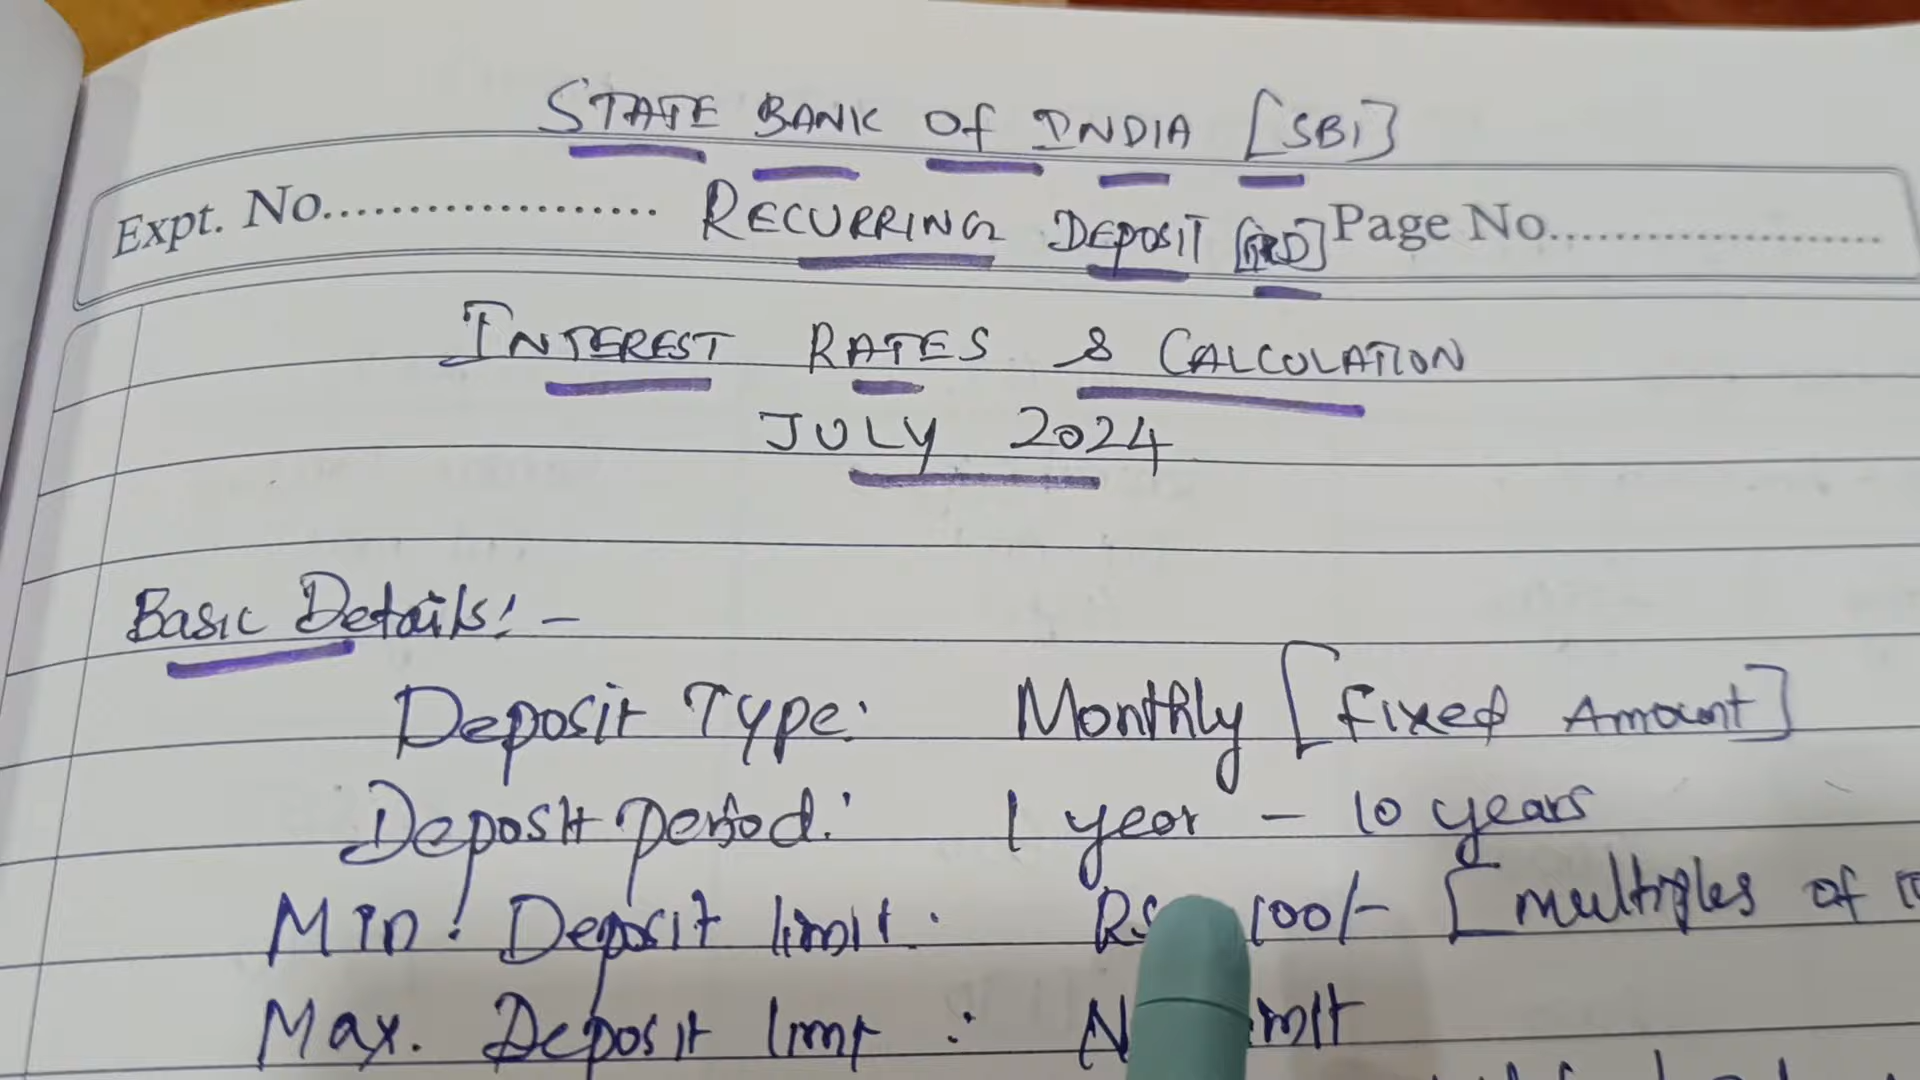 STATE BANK Of INDIA [SBI]
Expt. No.................... RECURRING DEPOSIT [RD] Page No......................
INTEREST RATES & CALCULATION
JULY 2024
Basic Details:-
Deposit Type: Monthly [fixed Amount]
Deposit period: 1 year - 10 years
Min. Deposit limit: Rs 100/- [multiples of
Max. Deposit limt :